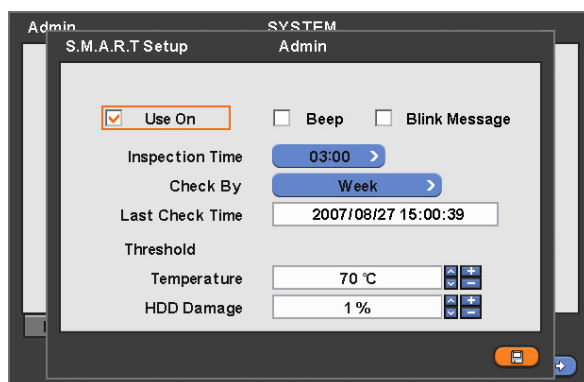 Admin SYSTEM
S.M.A.R.T Setup Admin
Use On Beep Blink Message
Inspection Time 03:00
Check By Week
Last Check Time 2007/08/27 15:00:39
Threshold
Temperature 70 ℃
HDD Damage 1 %